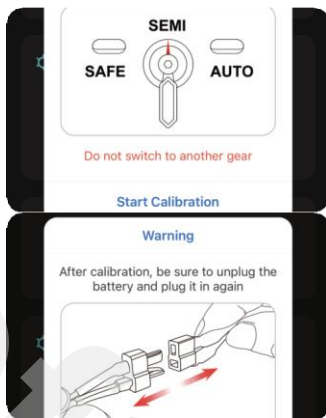 SEMI
SAFE AUTO
Do not switch to another gear
Start Calibration
Warning
After calibration, be sure to unplug the
battery and plug it in again